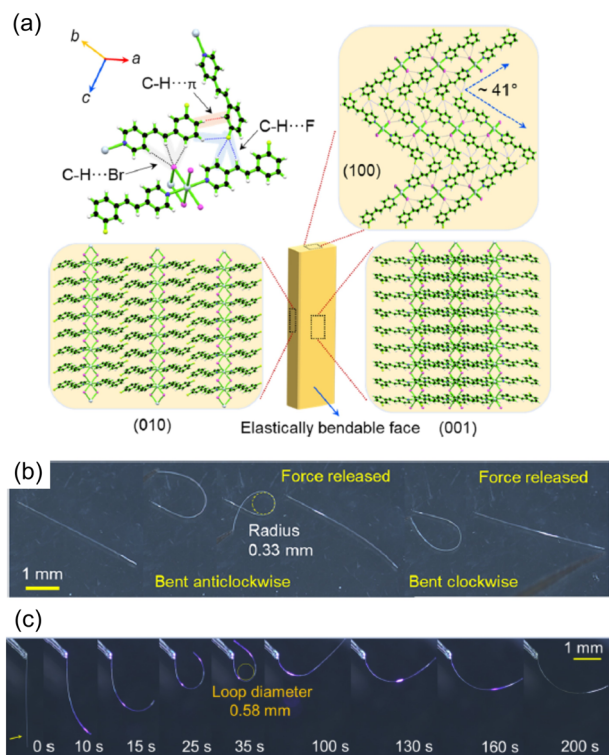 (a)
b
a
c
C-H···π
C-H···F
C-H···Br
~ 41°
(100)
(010)
Elastically bendable face
(001)
(b)
Force released
Force released
Radius
0.33 mm
1 mm
Bent anticlockwise
Bent clockwise
(c)
1 mm
Loop diameter
0.58 mm
0 s
10 s
15 s
25 s
35 s
100 s
130 s
160 s
200 s